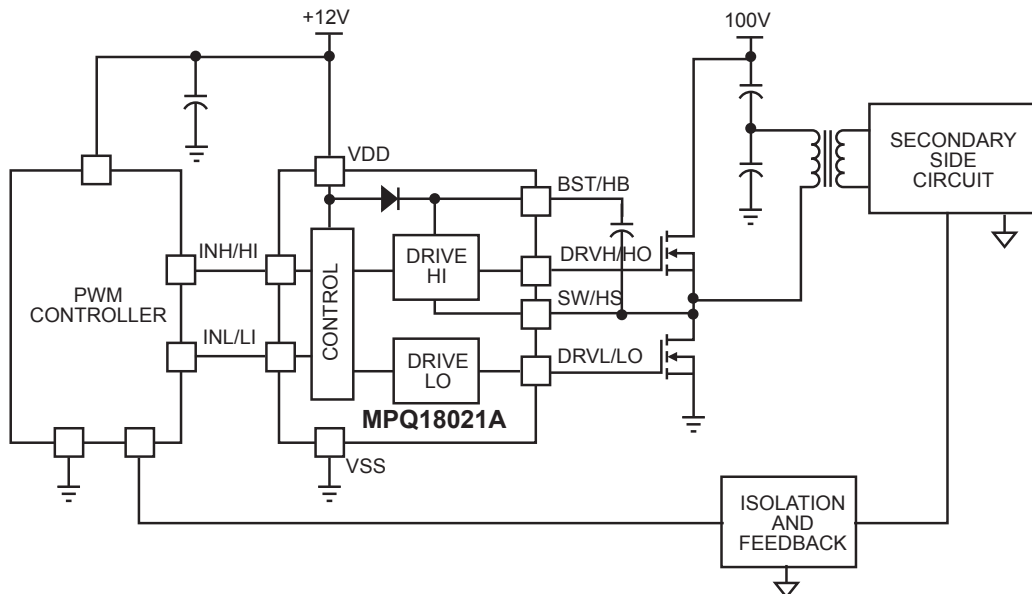 +12V
100V
VDD
SECONDARY
SIDE
CIRCUIT
BST/HB
INH/HI
DRIVE
HI
DRVH/HO
PWM
CONTROLLER
CONTROL
SW/HS
INL/LI
DRIVE
LO
DRVL/LO
MPQ18021A
VSS
ISOLATION
AND
FEEDBACK